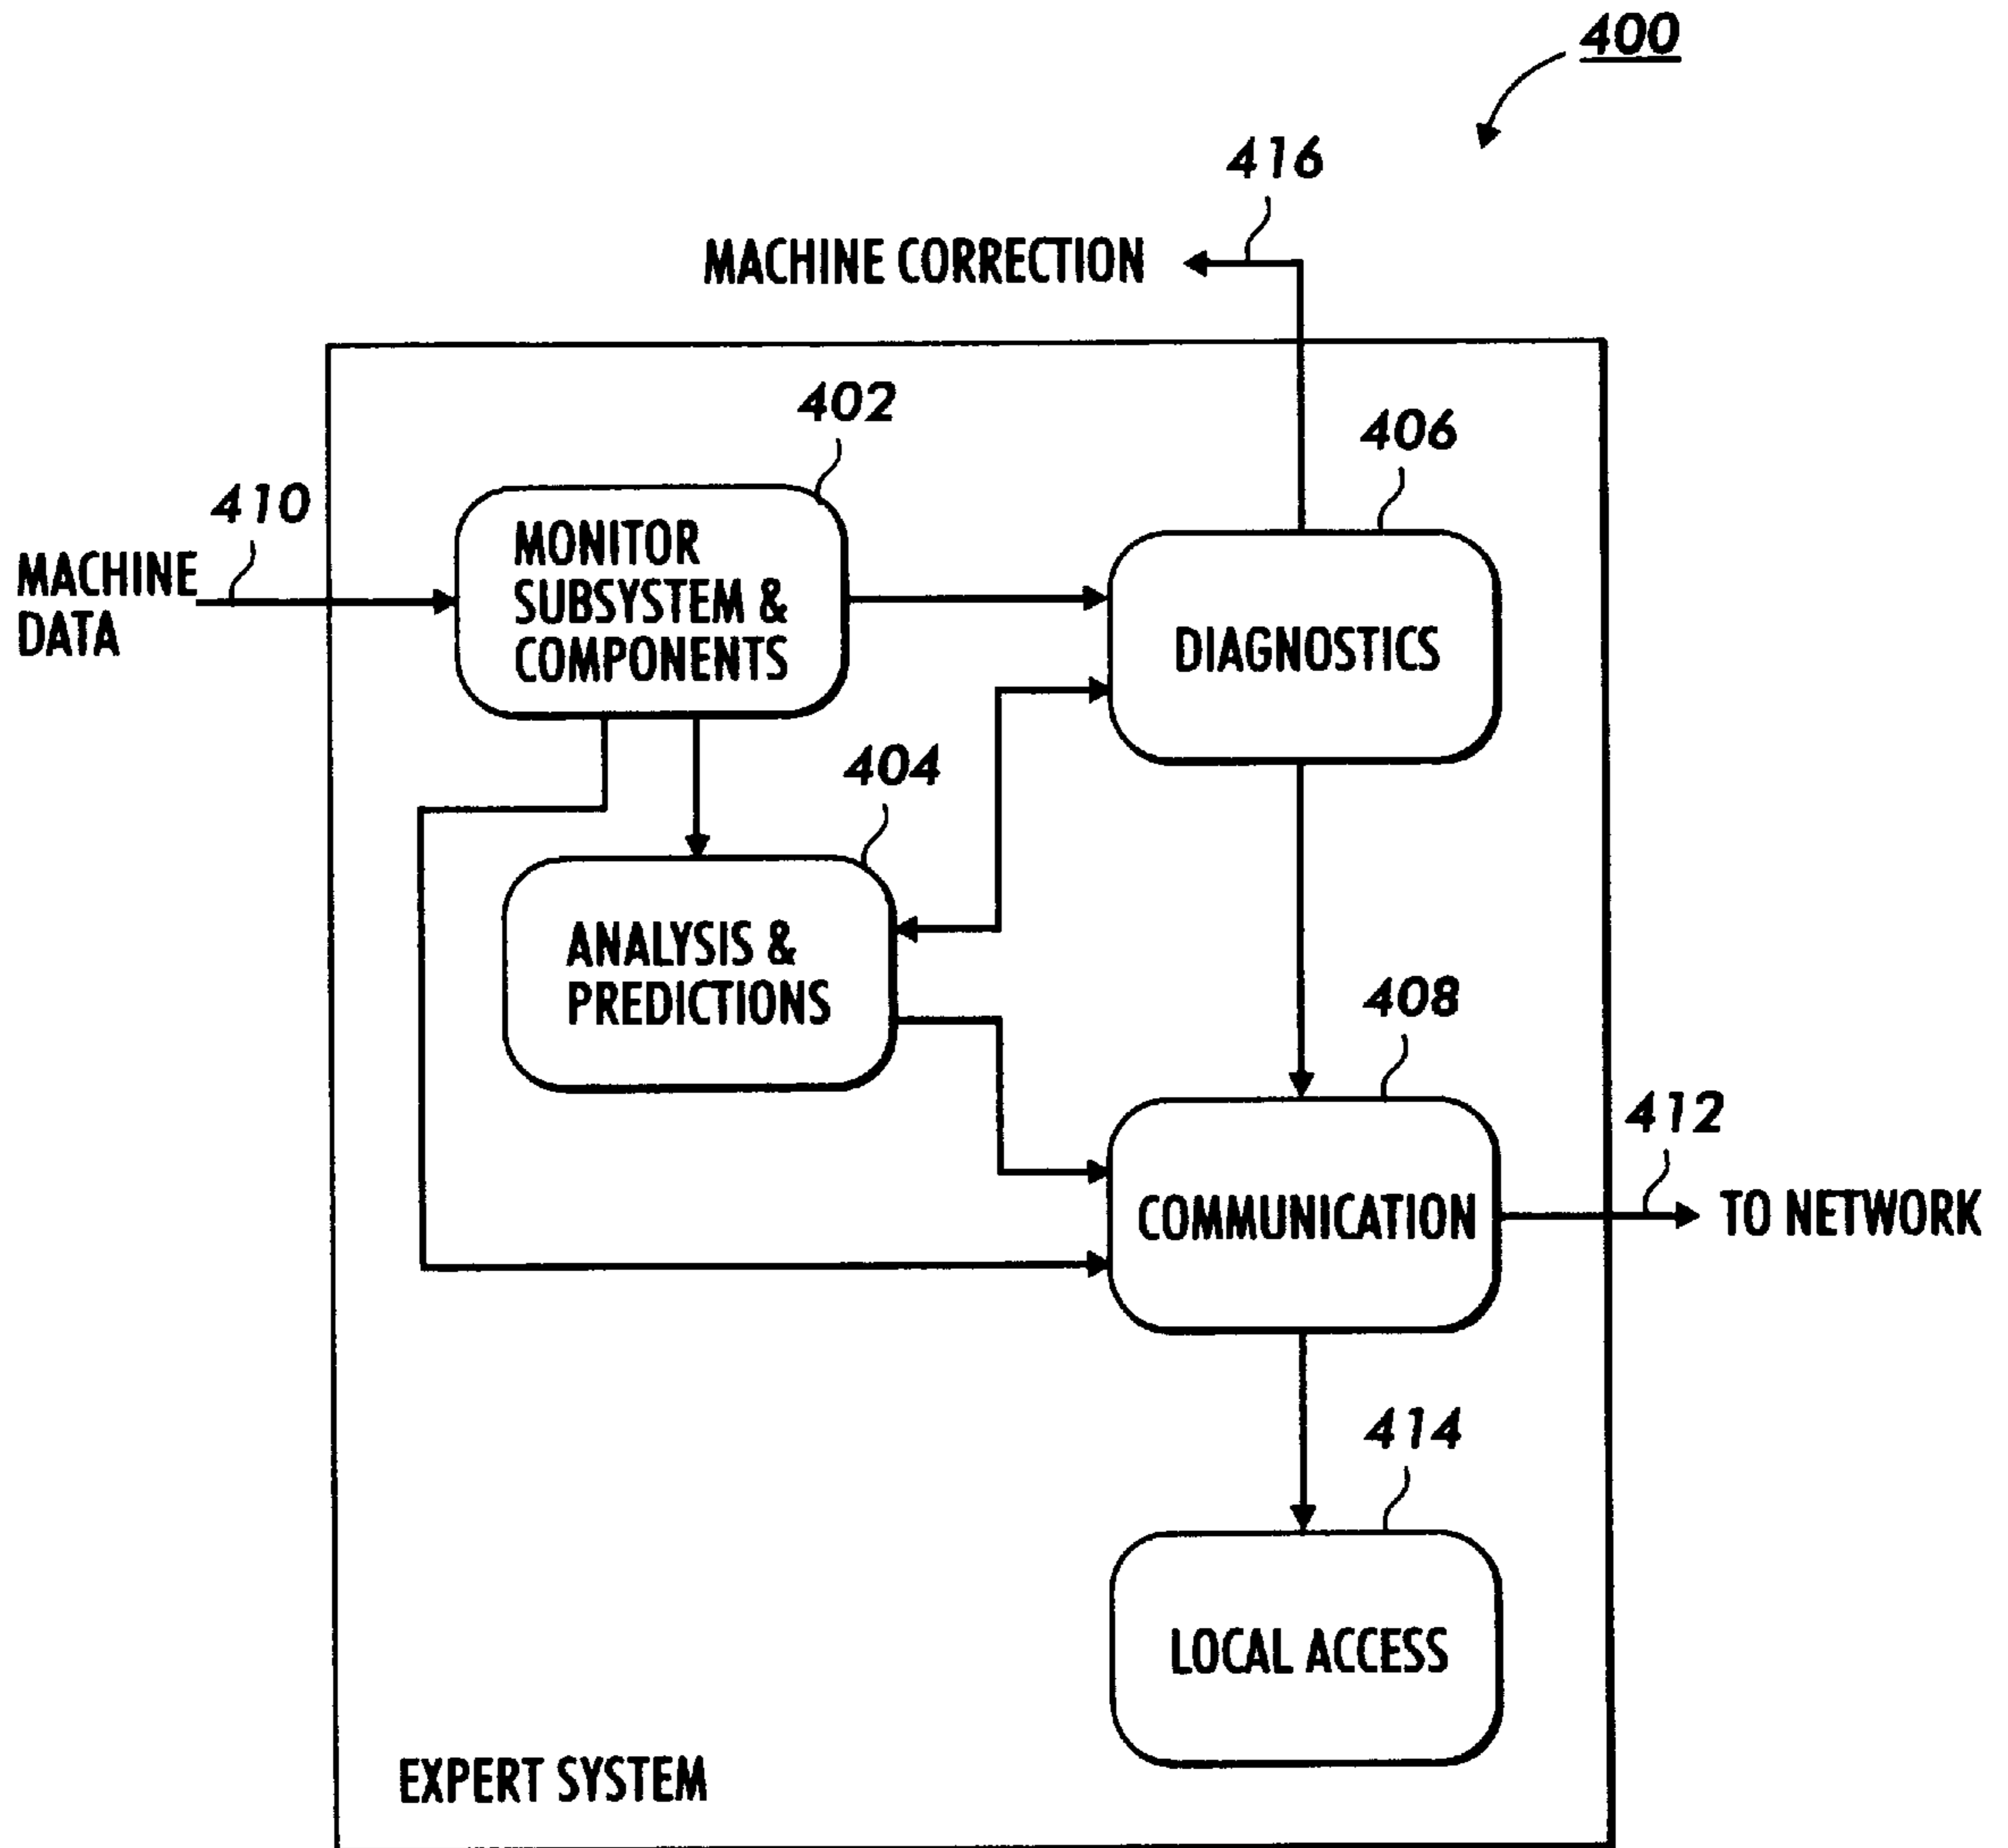 400
416
MACHINE CORRECTION
402
406
410
MACHINE
DATA
MONITOR
SUBSYSTEM &
COMPONENTS
DIAGNOSTICS
404
ANALYSIS &
PREDICTIONS
408
412
COMMUNICATION
TO NETWORK
414
LOCAL ACCESS
EXPERT SYSTEM